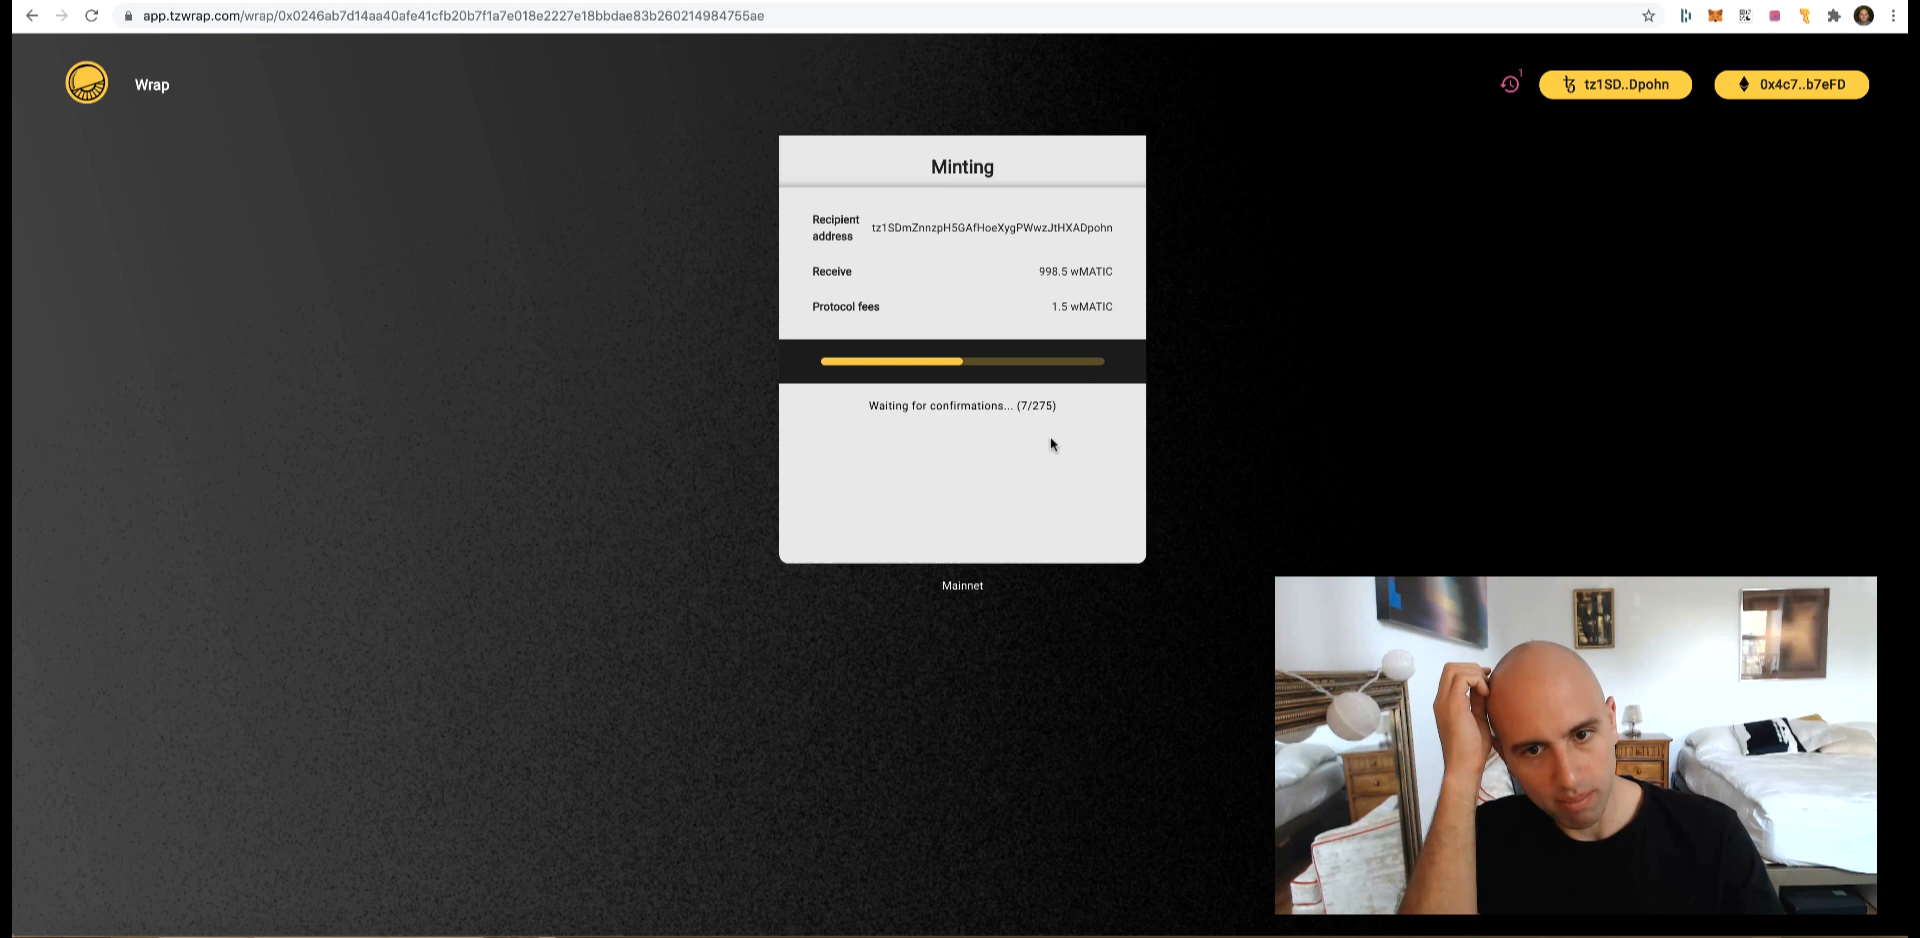 app.tzwrap.com/wrap/0x0246ab7d14aa40afe41cfb20b7f1a7e018e2227e18bbdae83b260214984755ae
Wrap
1
tz1SD..Dpohn
0x4c7..b7eFD
Minting
Recipient
address
tz1SDmZnnzpH5GAfHoeXygPWwzJtHXADpohn
Receive
998.5 wMATIC
Protocol fees
1.5 wMATIC
Waiting for confirmations... (7/275)
Mainnet